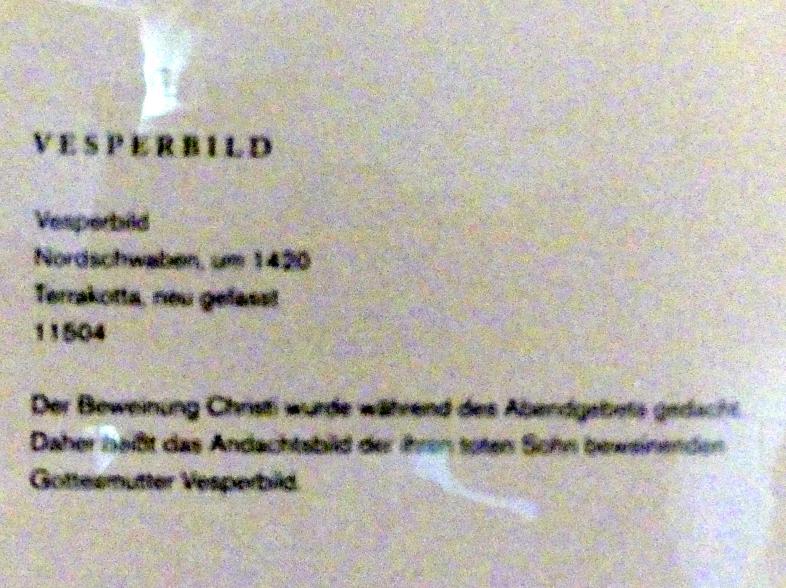 VESPERBILD
Vesperbild
Nordschwaben, um 1420
Terrakotta, neu gefasst
11504
Der Beweinung Christi wurde während des Abendgebets gedacht.
Daher heißt das Andachtsbild der ihren toten Sohn beweinenden
Gottesmutter Vesperbild.